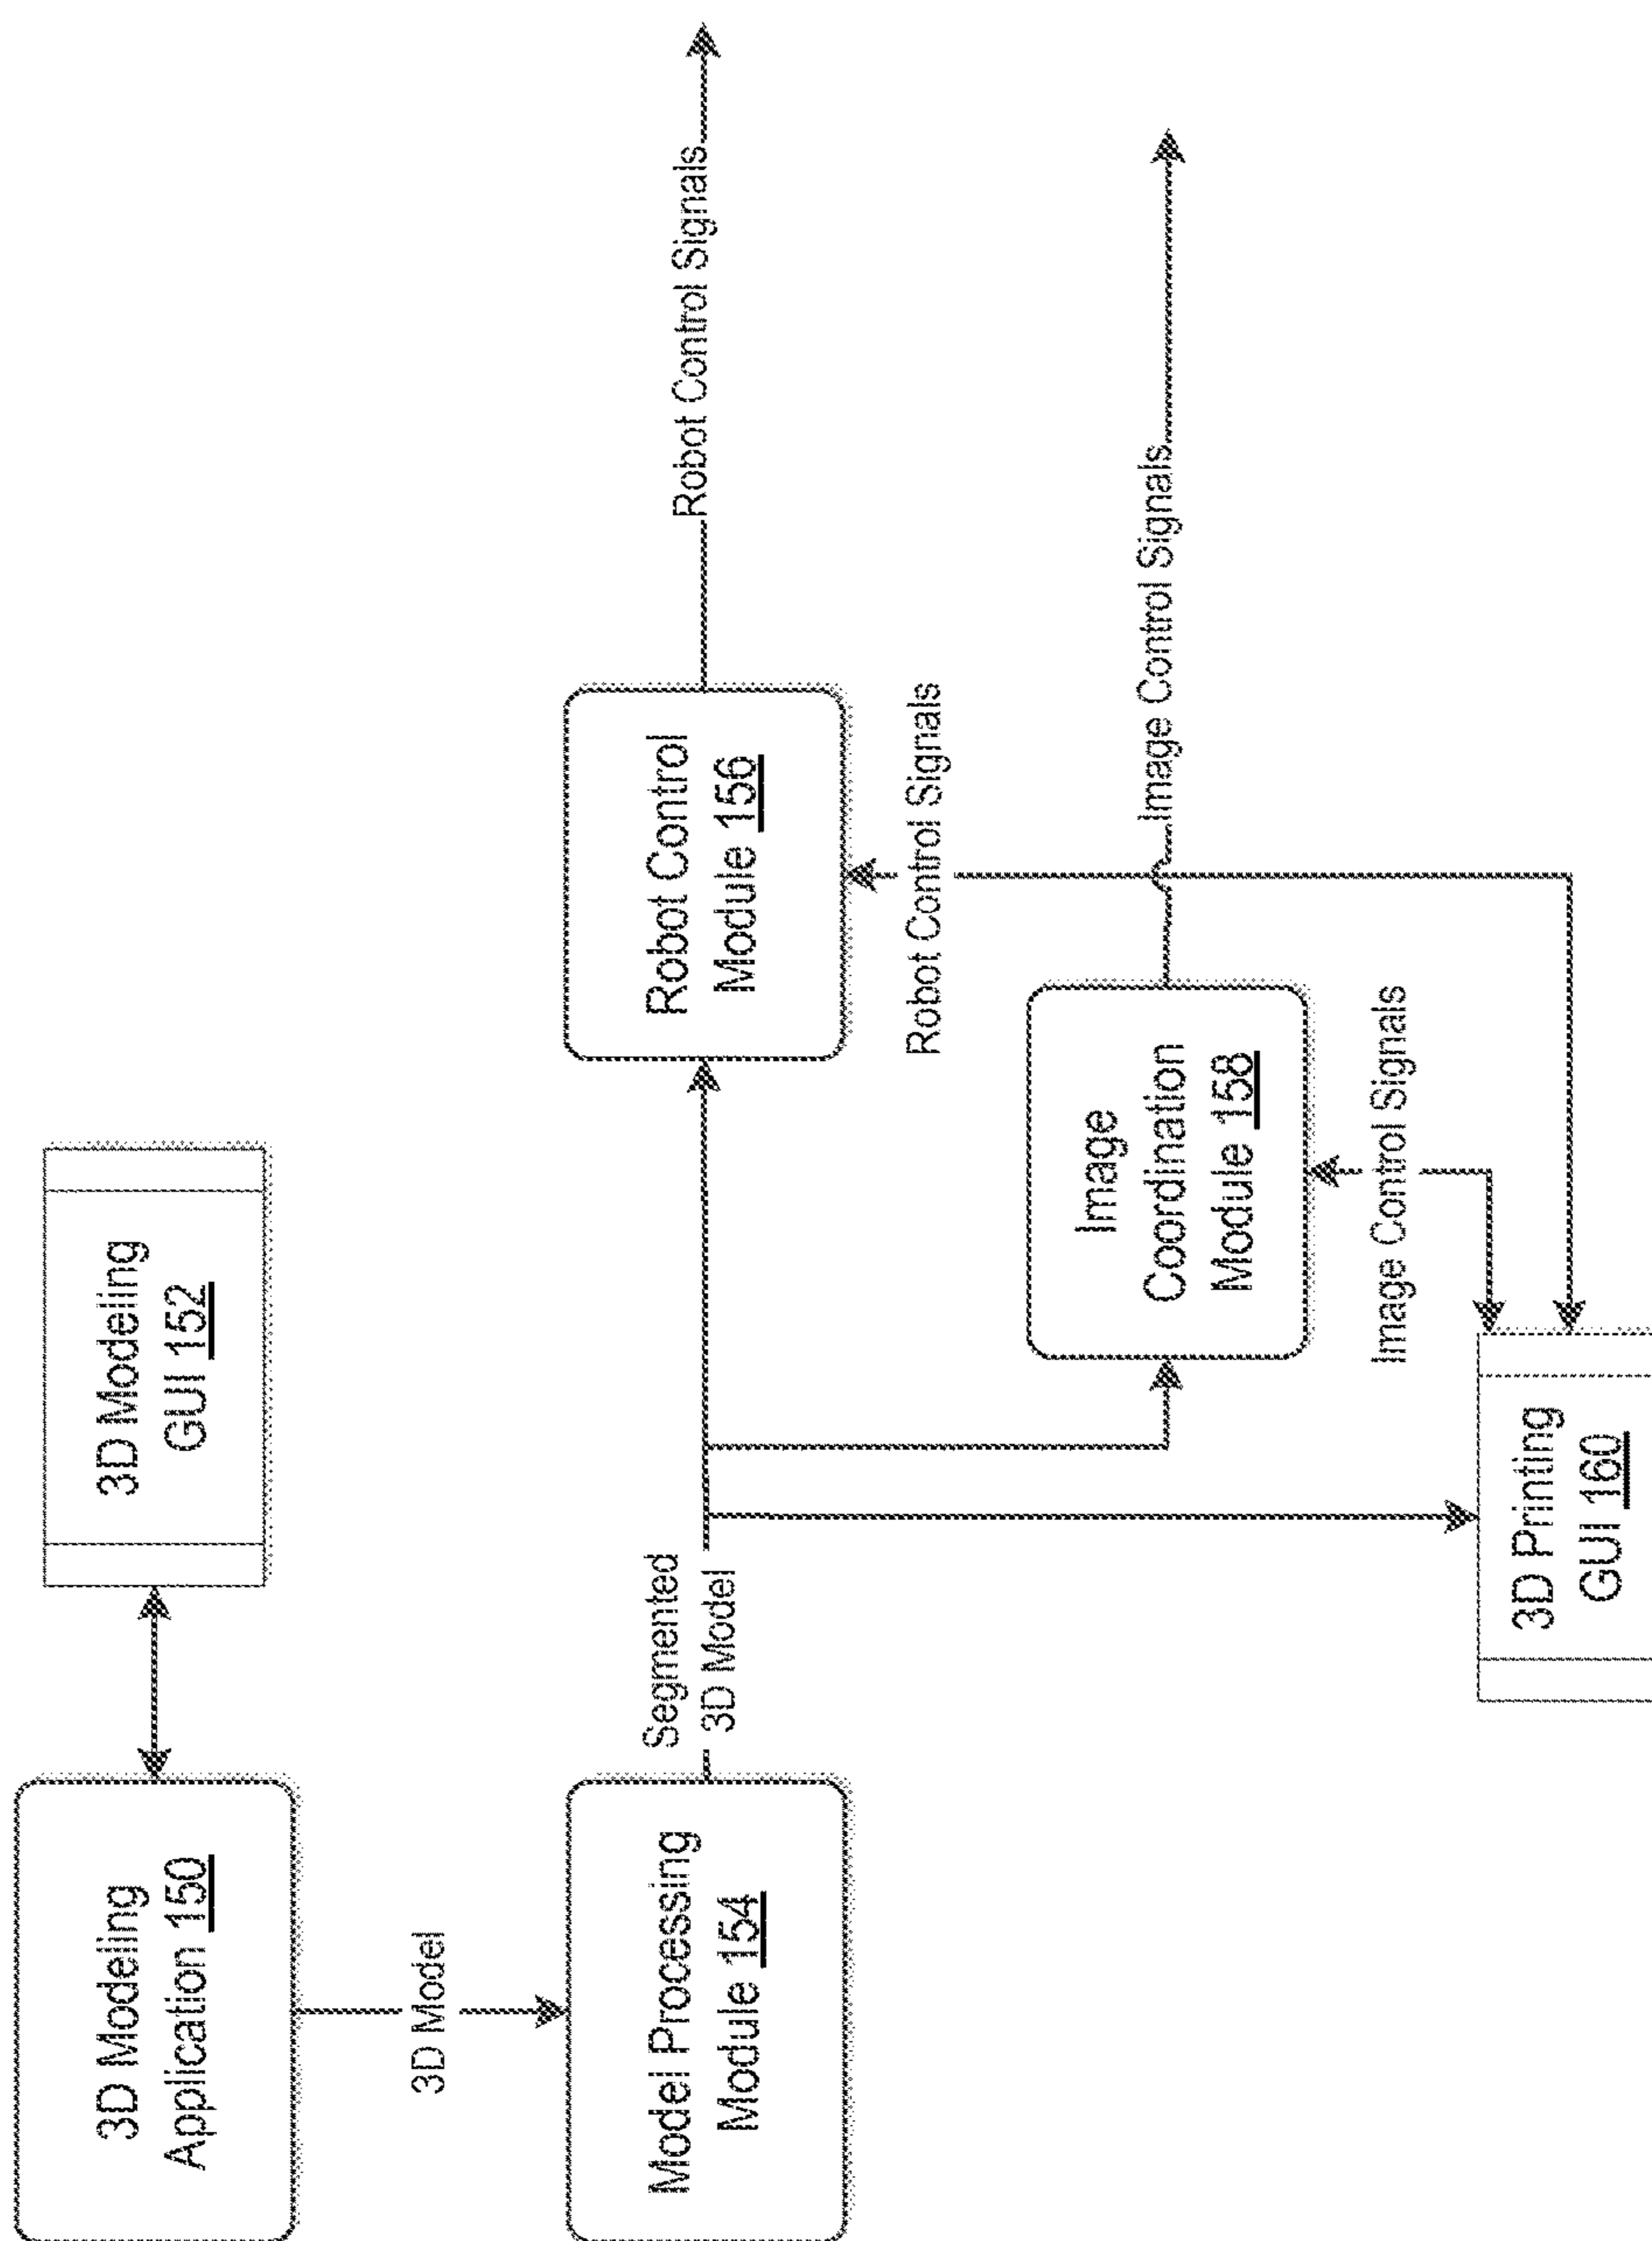 3D Modeling
Application 150
3D Modeling
GUI 152
3D Model
Model Processing
Module 154
Segmented
3D Model
Robot Control
Module 156
Robot Control Signals
Robot Control Signals
Image
Coordination
Module 158
Image Control Signals
Image Control Signals
3D Printing
GUI 160